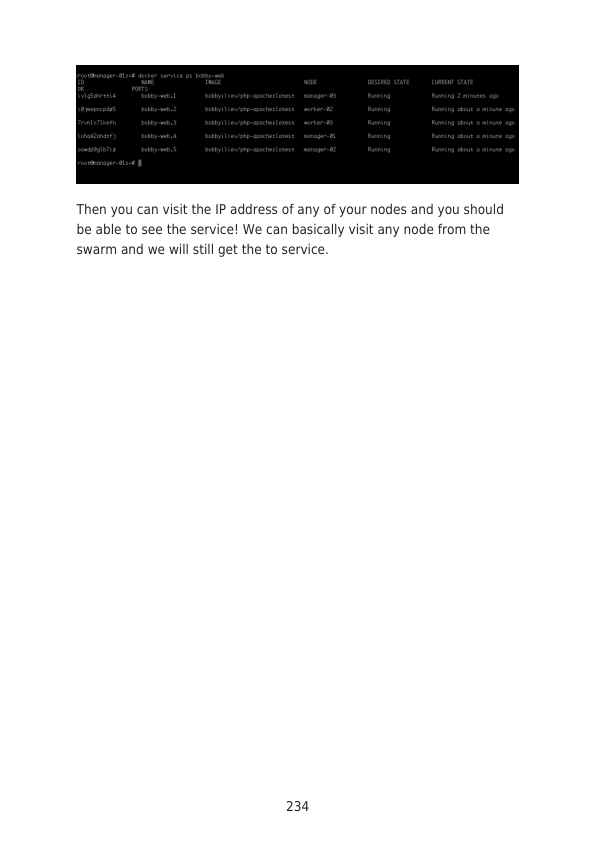 root@manager-01:~# docker service ps bobby-web
ID NAME IMAGE NODE DESIRED STATE CURRENT STATE
OR PORTS
bobby-web.1 bobbyiliev/php-apache:latest manager-03 Running Running 2 minutes ago
bobby-web.2 bobbyiliev/php-apache:latest worker-02 Running Running about a minute ago
bobby-web.3 bobbyiliev/php-apache:latest worker-03 Running Running about a minute ago
bobby-web.4 bobbyiliev/php-apache:latest manager-01 Running Running about a minute ago
bobby-web.5 bobbyiliev/php-apache:latest manager-02 Running Running about a minute ago
root@manager-01:~#
Then you can visit the IP address of any of your nodes and you should
be able to see the service! We can basically visit any node from the
swarm and we will still get the to service.
234